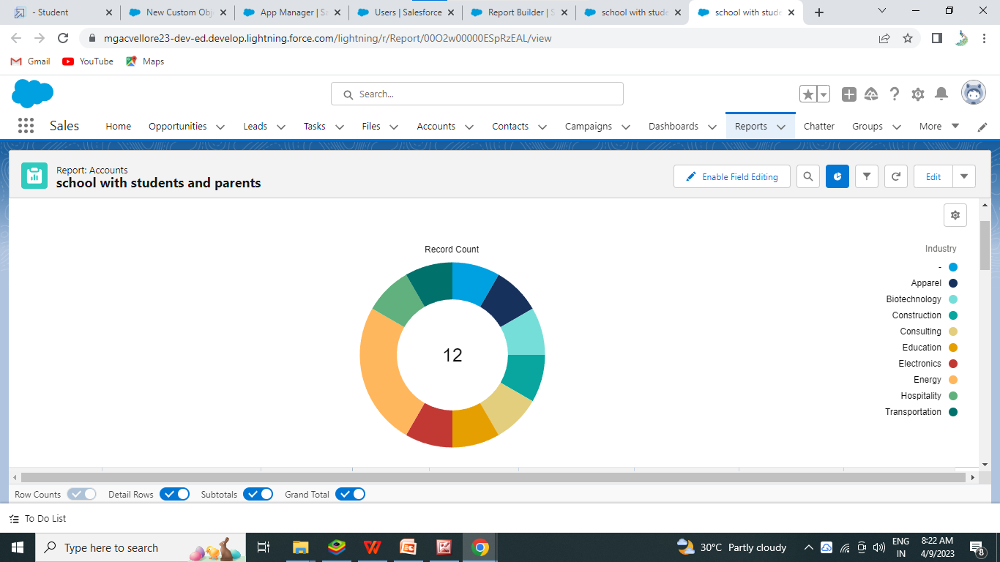 - Student
New Custom Obj
App Manager | Sa
Users | Salesforce
Report Builder | S
school with stude
school with stude
mgacvellore23-dev-ed.develop.lightning.force.com/lightning/r/Report/00O2w00000ESpRzEAL/view
Gmail YouTube Maps
Search...
Sales Home Opportunities Leads Tasks Files Accounts Contacts Campaigns Dashboards Reports Chatter Groups More
Report: Accounts
school with students and parents
Enable Field Editing
Edit
Record Count
12
Industry
-
Apparel
Biotechnology
Construction
Consulting
Education
Electronics
Energy
Hospitality
Transportation
Row Counts Detail Rows Subtotals Grand Total
To Do List
Type here to search
30°C Partly cloudy
ENG
IN
8:22 AM
4/9/2023
8